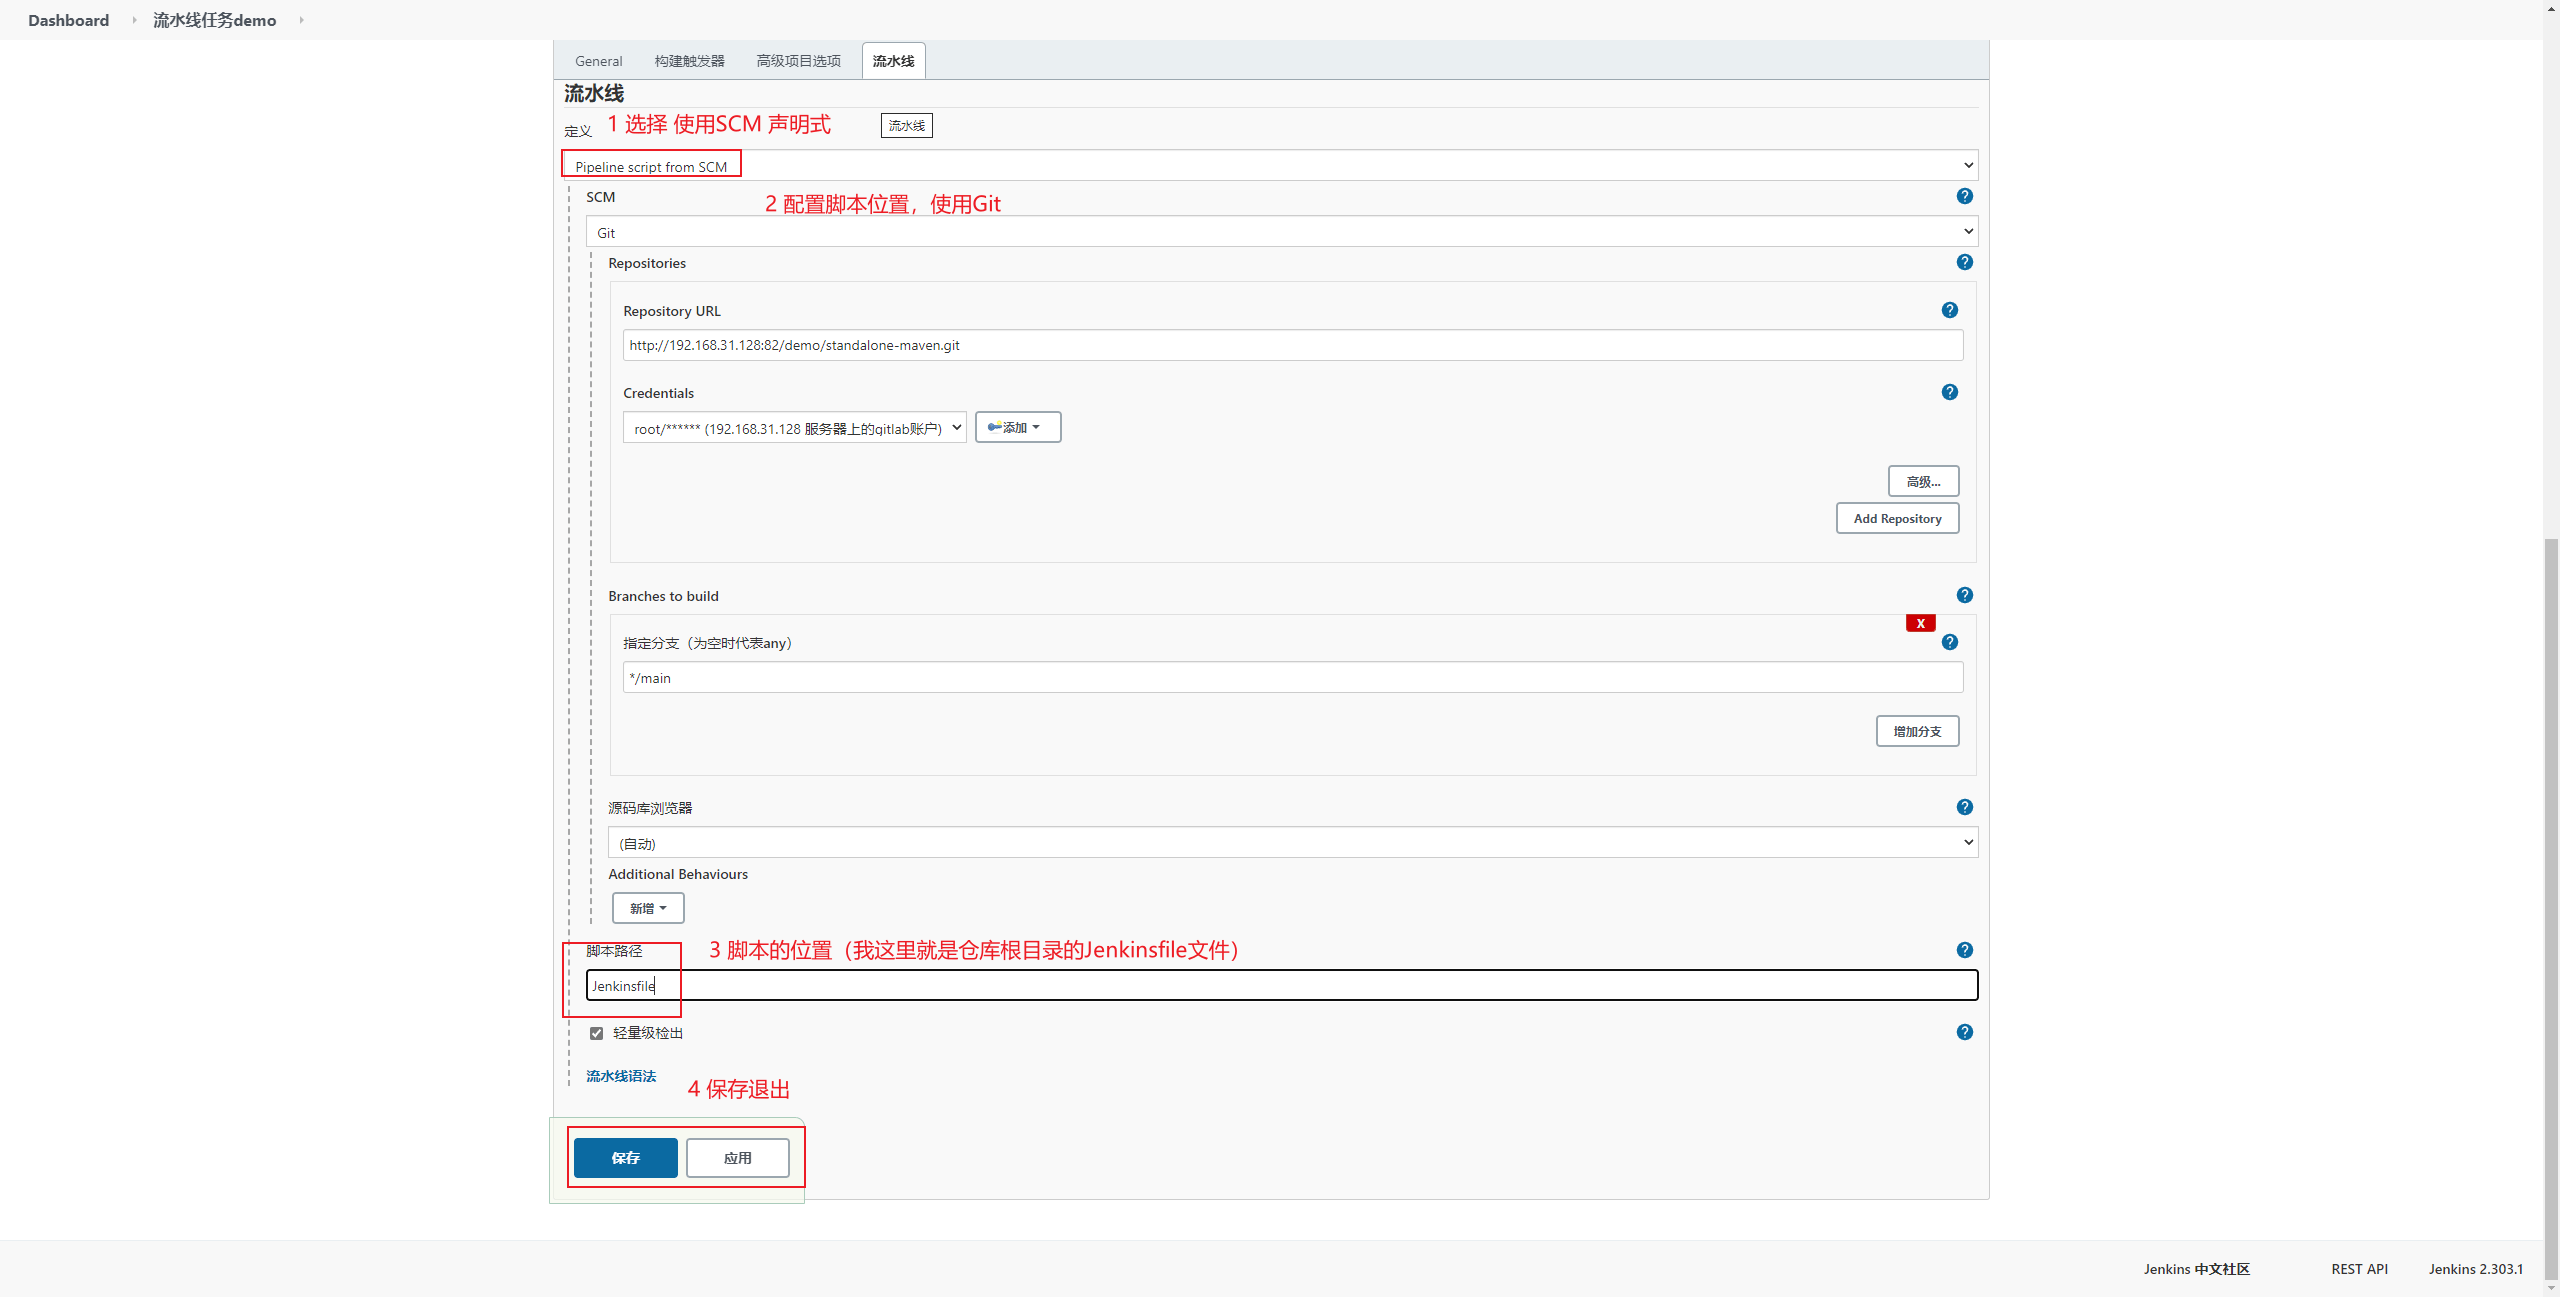 Dashboard
流水线任务demo
General
构建触发器
高级项目选项
流水线
流水线
定义
1 选择 使用SCM 声明式
流水线
Pipeline script from SCM
SCM
2 配置脚本位置，使用Git
Git
Repositories
Repository URL
http://192.168.31.128:82/demo/standalone-maven.git
Credentials
root/****** (192.168.31.128 服务器上的gitlab账户)
添加
高级...
Add Repository
Branches to build
X
指定分支（为空时代表any）
*/main
增加分支
源码库浏览器
(自动)
Additional Behaviours
新增
脚本路径
3 脚本的位置（我这里就是仓库根目录的Jenkinsfile文件）
Jenkinsfile
轻量级检出
流水线语法
4 保存退出
保存
应用
Jenkins 中文社区
REST API
Jenkins 2.303.1